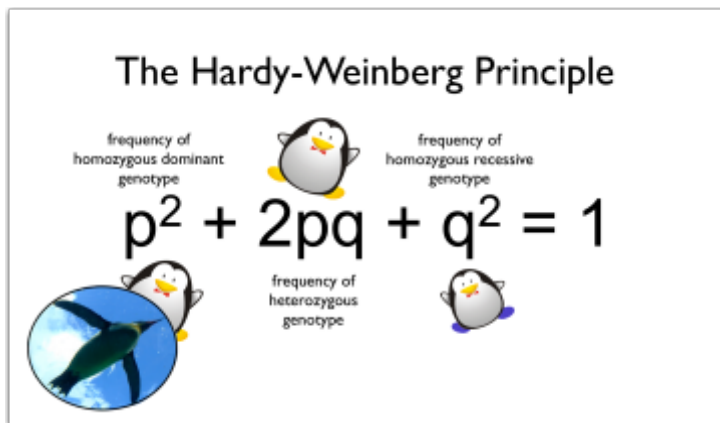 The Hardy-Weinberg Principle
frequency of
homozygous dominant
genotype
frequency of
homozygous recessive
genotype
p² + 2pq + q² = 1
frequency of
heterozygous
genotype